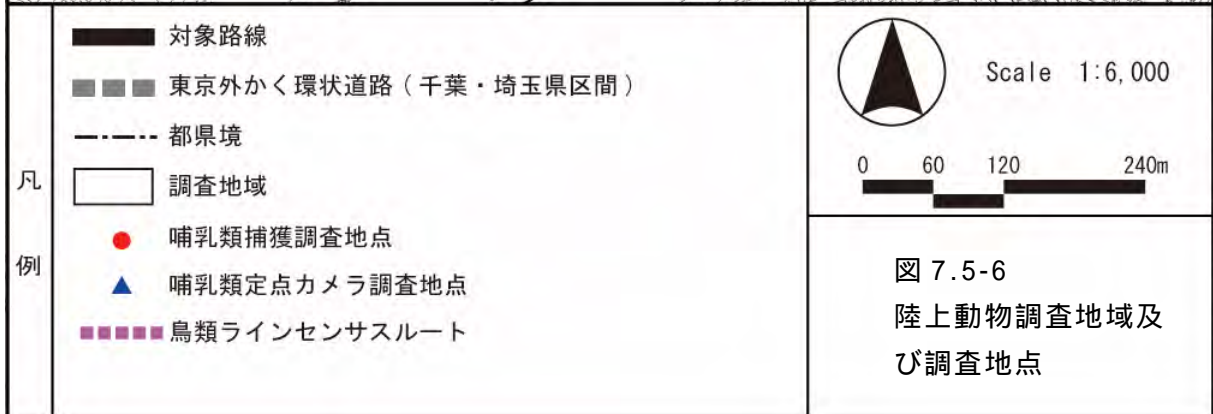 凡
例
対象路線
東京外かく環状道路(千葉・埼玉県区間)
都県境
調査地域
哺乳類捕獲調査地点
哺乳類定点カメラ調査地点
鳥類ラインセンサスルート
Scale 1:6,000
0 60 120 240m
図 7.5-6
陸上動物調査地域及
び調査地点